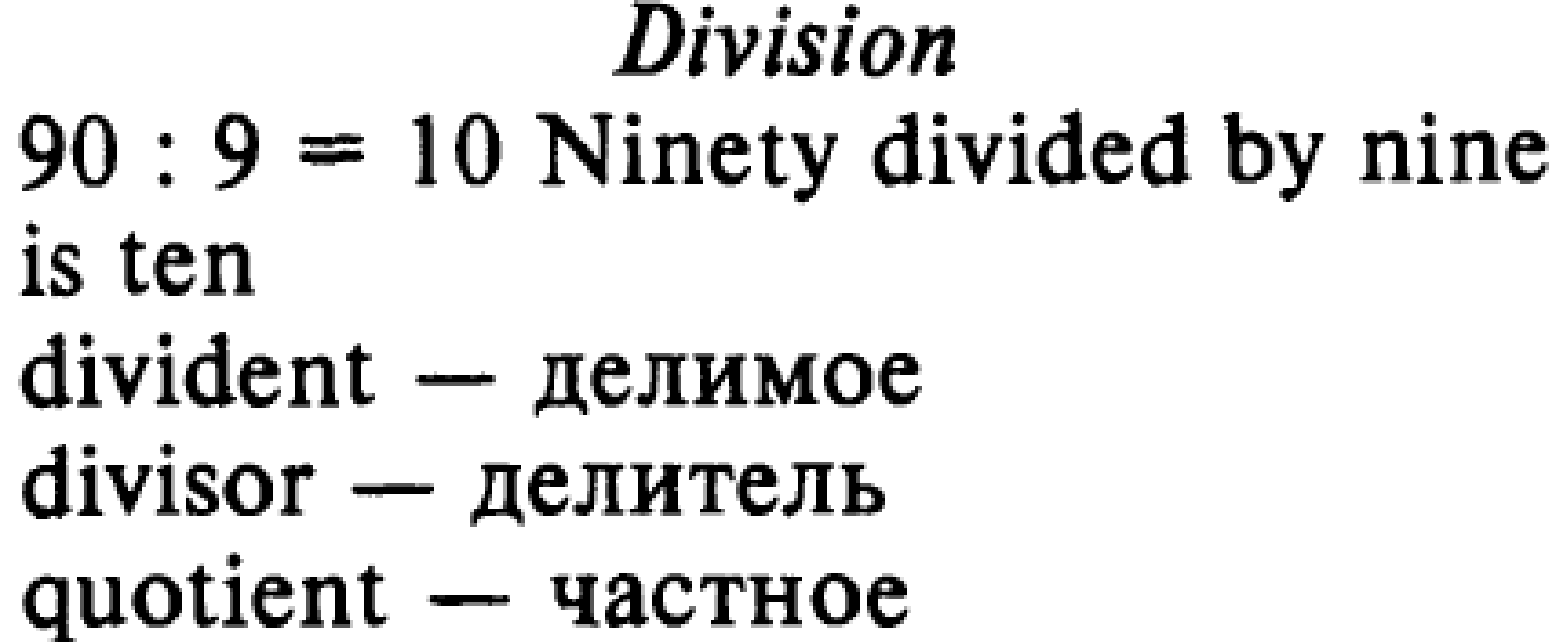 Division
90 : 9 = 10 Ninety divided by nine
is ten
divident — делимое
divisor — делитель
quotient — частное